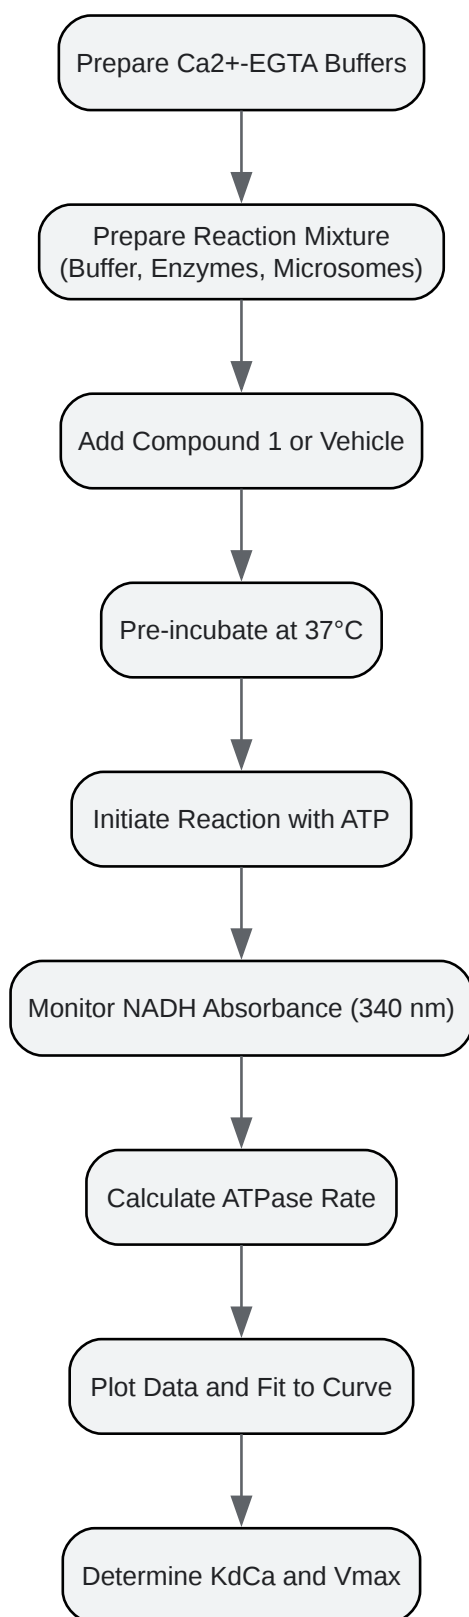 Prepare Ca2+-EGTA Buffers
Prepare Reaction Mixture
(Buffer, Enzymes, Microsomes)
Add Compound 1 or Vehicle
Pre-incubate at 37°C
Initiate Reaction with ATP
Monitor NADH Absorbance (340 nm)
Calculate ATPase Rate
Plot Data and Fit to Curve
Determine KdCa and Vmax